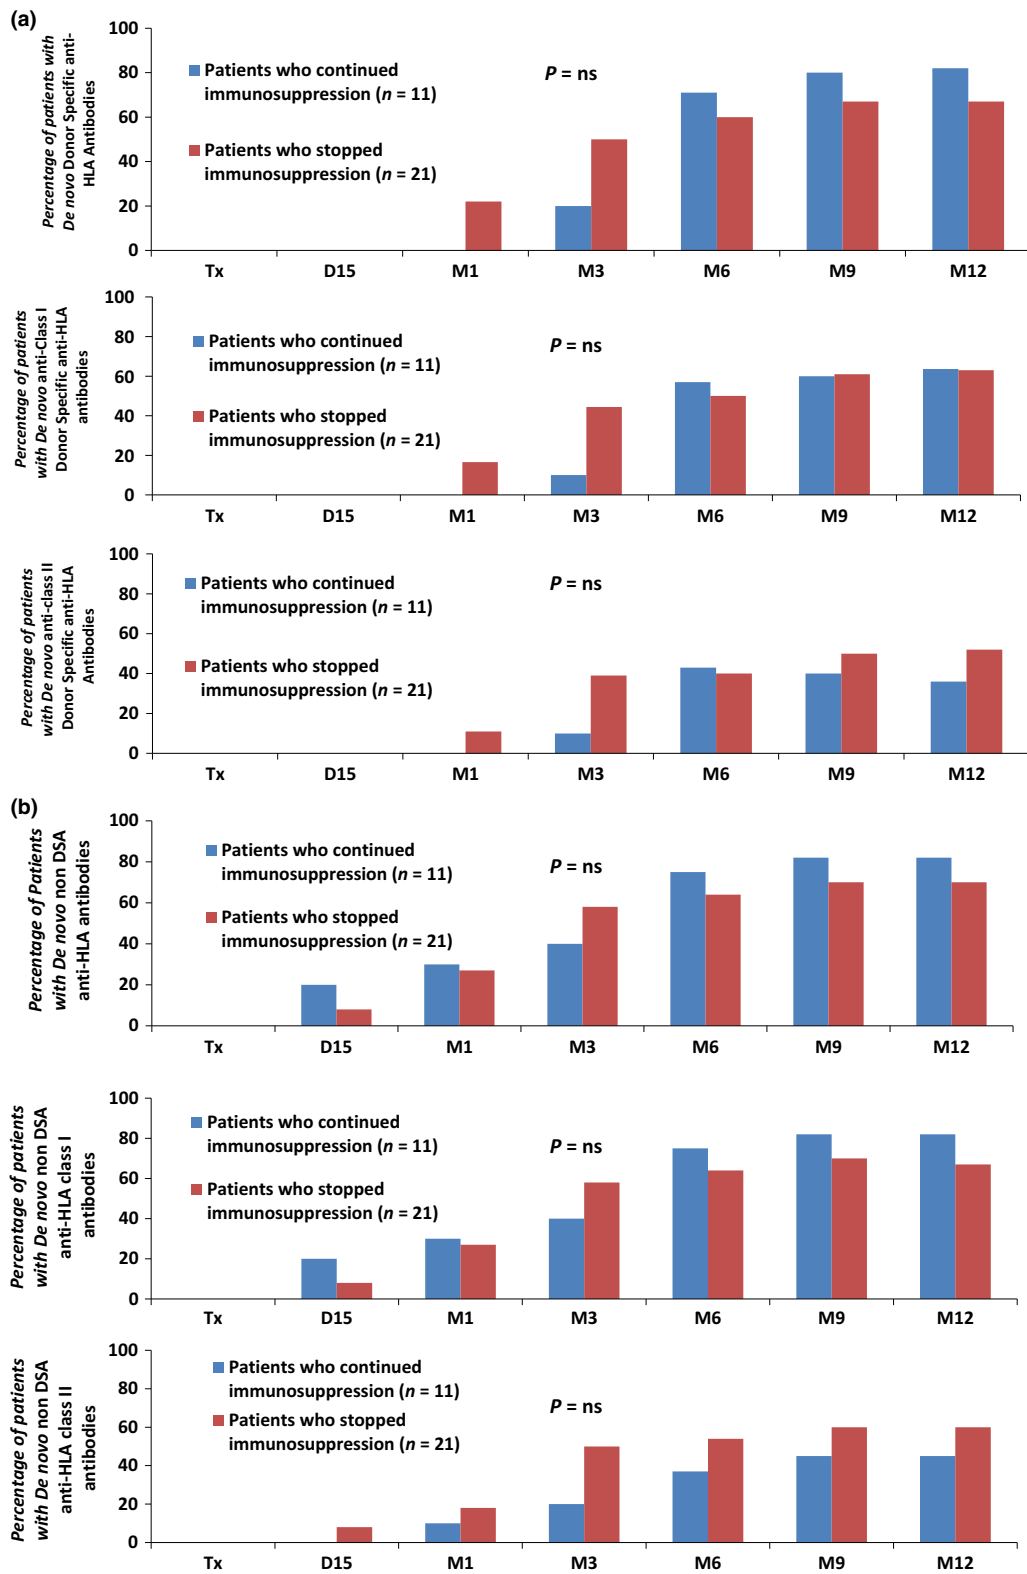 (a)
Percentage of patients with
De novo Donor Specific anti-
HLA Antibodies
100
80
60
40
20
0
Patients who continued
immunosuppression (n = 11)
Patients who stopped
immunosuppression (n = 21)
P = ns
Tx D15 M1 M3 M6 M9 M12
Percentage of patients
with De novo anti-Class I
Donor Specific anti-HLA
antibodies
100
80
60
40
20
0
Patients who continued
immunosuppression (n = 11)
Patients who stopped
immunosuppression (n = 21)
P = ns
Tx D15 M1 M3 M6 M9 M12
Percentage of patients
with De novo anti-class II
Donor Specific anti-HLA
Antibodies
100
80
60
40
20
0
Patients who continued
immunosuppression (n = 11)
Patients who stopped
immunosuppression (n = 21)
P = ns
Tx D15 M1 M3 M6 M9 M12
(b)
Percentage of Patients
with De novo non DSA
anti-HLA antibodies
100
80
60
40
20
0
Patients who continued
immunosuppression (n = 11)
Patients who stopped
immunosuppression (n = 21)
P = ns
Tx D15 M1 M3 M6 M9 M12
Percentage of patients
with De novo non DSA
anti-HLA class I
antibodies
100
80
60
40
20
0
Patients who continued
immunosuppression (n = 11)
Patients who stopped
immunosuppression (n = 21)
P = ns
Tx D15 M1 M3 M6 M9 M12
Percentage of patients
with De novo non DSA
anti-HLA class II
antibodies
100
80
60
40
20
0
Patients who continued
immunosuppression (n = 11)
Patients who stopped
immunosuppression (n = 21)
P = ns
Tx D15 M1 M3 M6 M9 M12